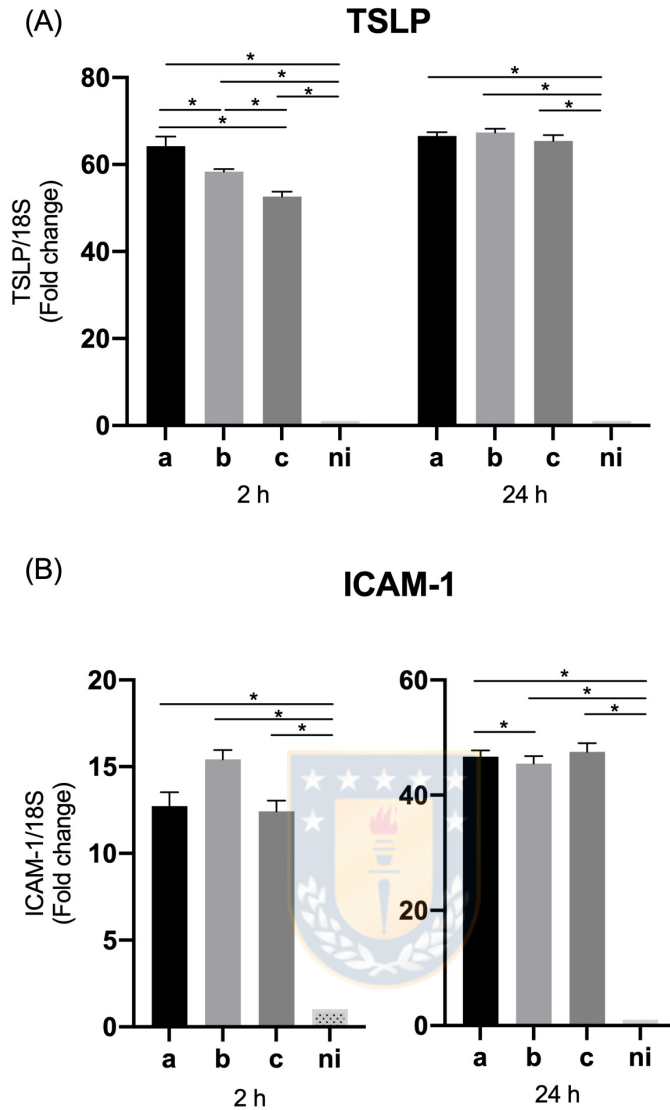 (A)
TSLP
TSLP/18S
(Fold change)
80
60
40
20
0
* * * * * *
* * *
a b c ni a b c ni
2 h 24 h
(B)
ICAM-1
ICAM-1/18S
(Fold change)
20
15
10
5
0
* * *
a b c ni
2 h
60
40
20
0
* * * *
a b c ni
24 h